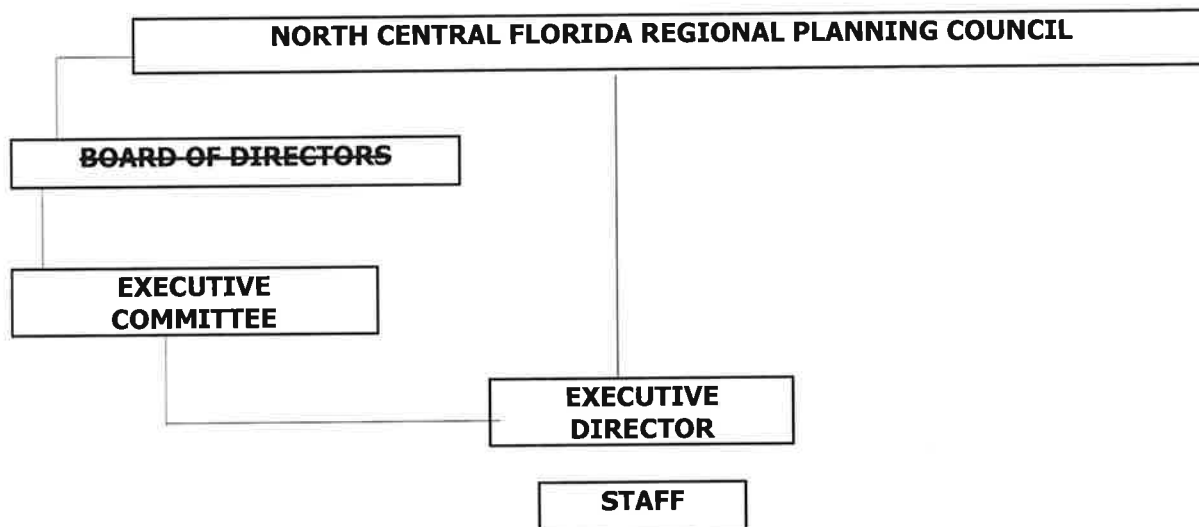 NORTH CENTRAL FLORIDA REGIONAL PLANNING COUNCIL
BOARD OF DIRECTORS
EXECUTIVE
COMMITTEE
EXECUTIVE
DIRECTOR
STAFF